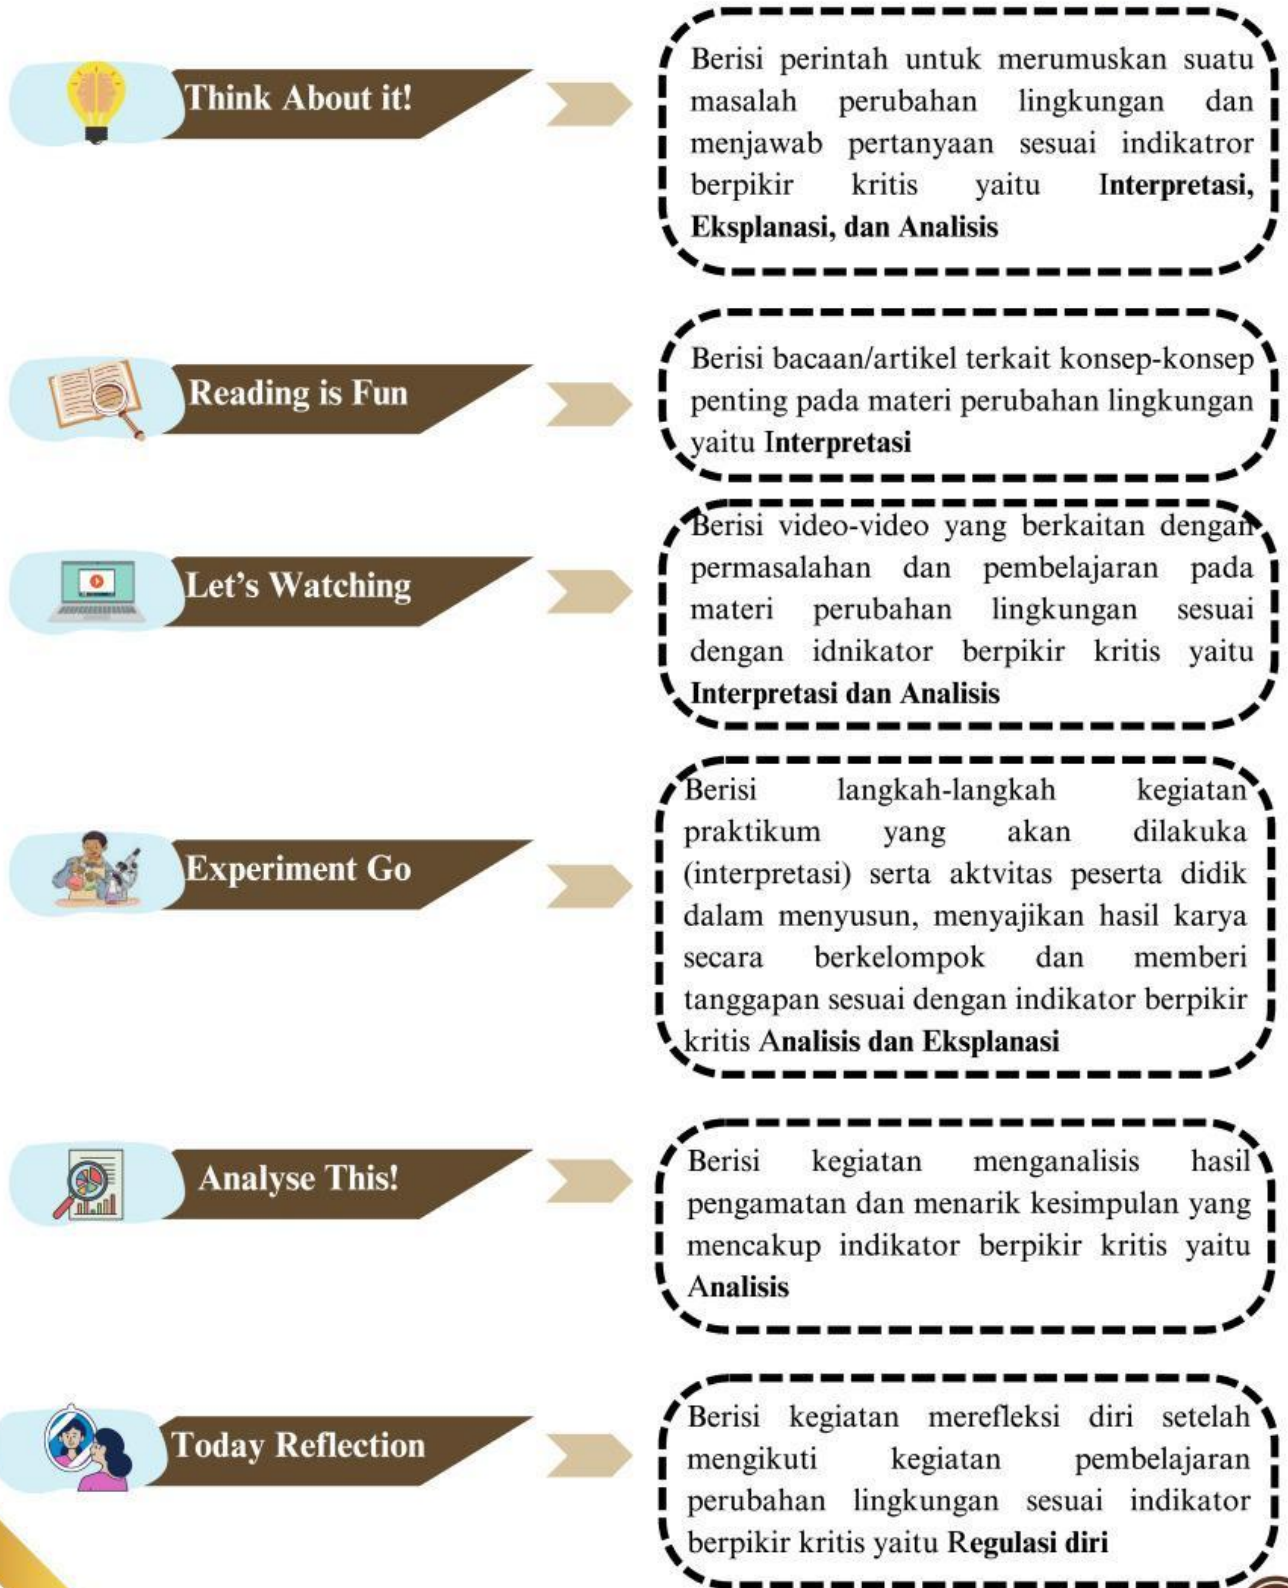 Think About it!
Berisi perintah untuk merumuskan suatu
masalah perubahan lingkungan dan
menjawab pertanyaan sesuai indikatror
berpikir kritis yaitu Interpretasi,
Eksplanasi, dan Analisis
Reading is Fun
Berisi bacaan/artikel terkait konsep-konsep
penting pada materi perubahan lingkungan
yaitu Interpretasi
Let's Watching
Berisi video-video yang berkaitan dengan
permasalahan dan pembelajaran pada
materi perubahan lingkungan sesuai
dengan idnikator berpikir kritis yaitu
Interpretasi dan Analisis
Experiment Go
Berisi langkah-langkah kegiatan
praktikum yang akan dilakuka
(interpretasi) serta aktvitas peserta didik
dalam menyusun, menyajikan hasil karya
secara berkelompok dan memberi
tanggapan sesuai dengan indikator berpikir
kritis Analisis dan Eksplanasi
Analyse This!
Berisi kegiatan menganalisis hasil
pengamatan dan menarik kesimpulan yang
mencakup indikator berpikir kritis yaitu
Analisis
Today Reflection
Berisi kegiatan merefleksi diri setelah
mengikuti kegiatan pembelajaran
perubahan lingkungan sesuai indikator
berpikir kritis yaitu Regulasi diri